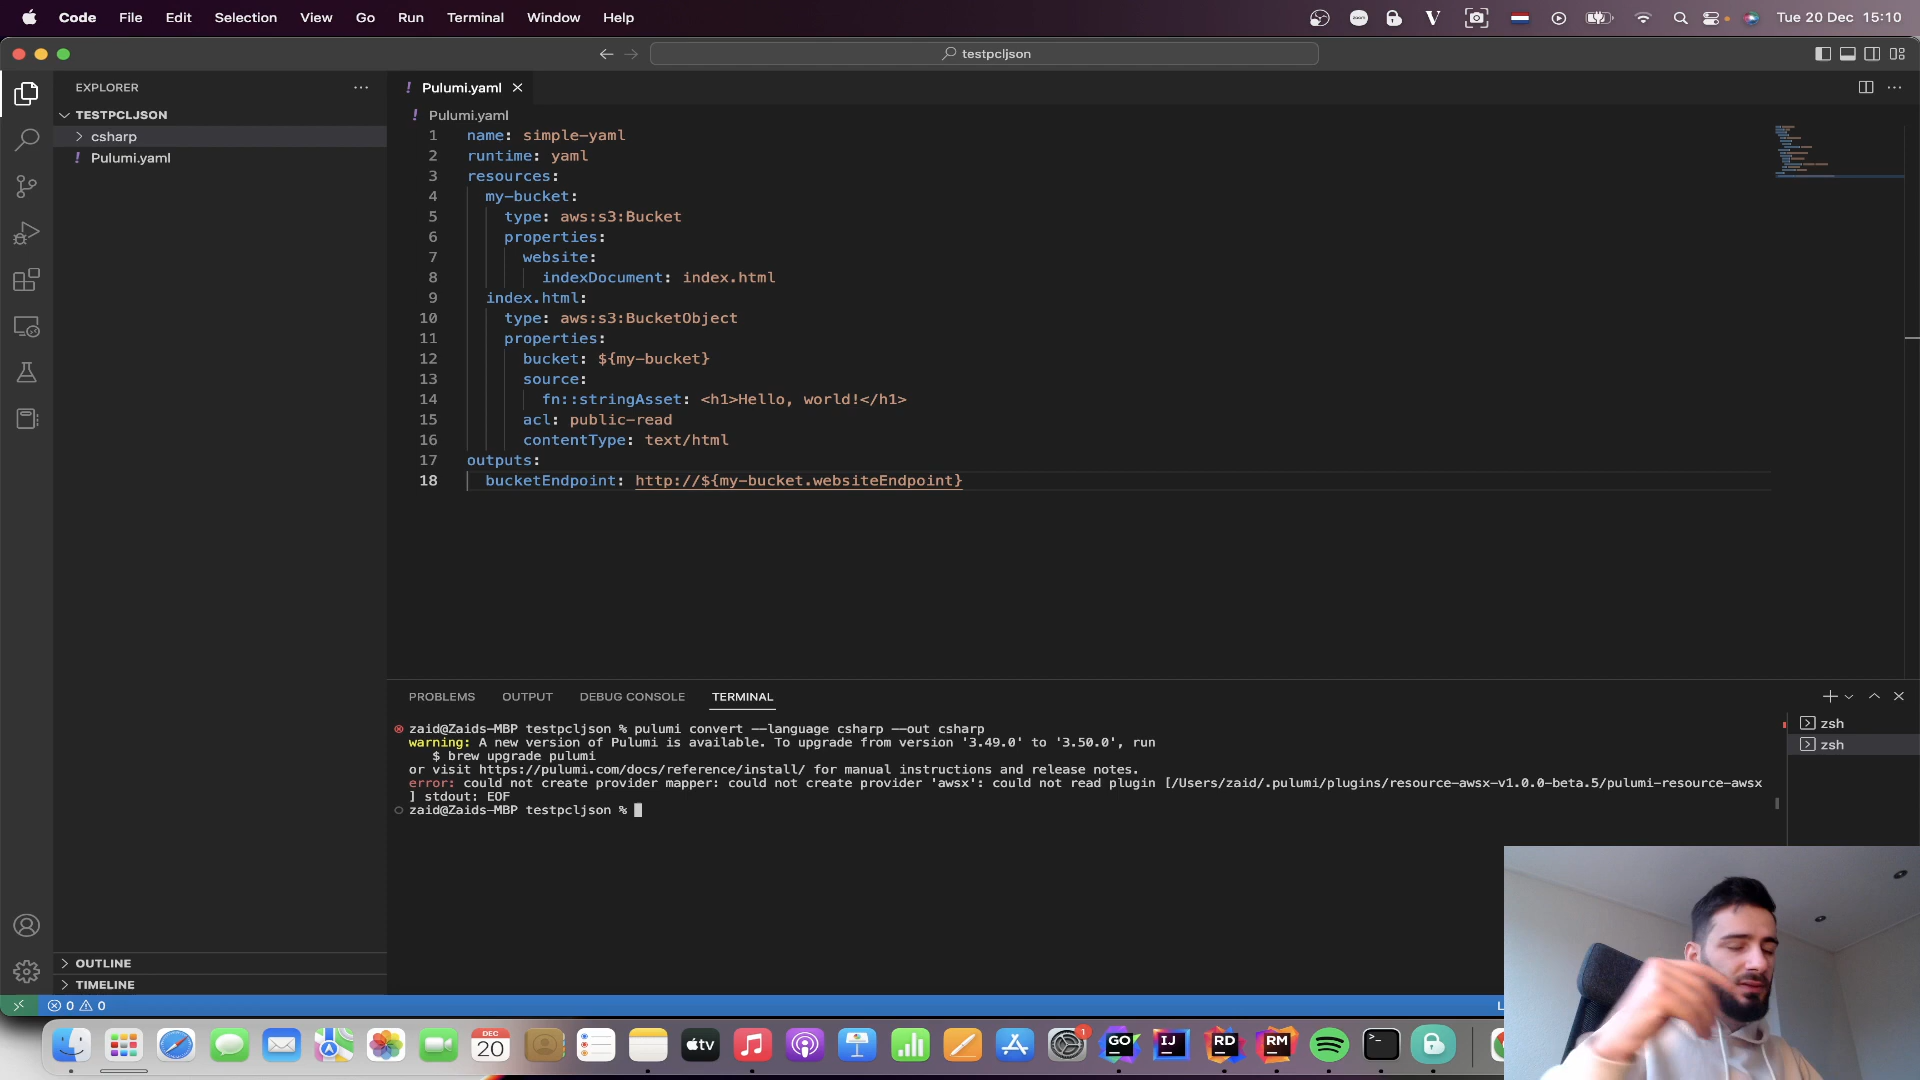 Code File Edit Selection View Go Run Terminal Window Help
zoom
Tue 20 Dec 15:10
testpcljson
EXPLORER
TESTPCLJSON
csharp
! Pulumi.yaml
OUTLINE
TIMELINE
! Pulumi.yaml
! Pulumi.yaml
1 name: simple-yaml
2 runtime: yaml
3 resources:
4 my-bucket:
5 type: aws:s3:Bucket
6 properties:
7 website:
8 indexDocument: index.html
9 index.html:
10 type: aws:s3:BucketObject
11 properties:
12 bucket: ${my-bucket}
13 source:
14 fn::stringAsset: <h1>Hello, world!</h1>
15 acl: public-read
16 contentType: text/html
17 outputs:
18 bucketEndpoint: http://${my-bucket.websiteEndpoint}
PROBLEMS OUTPUT DEBUG CONSOLE TERMINAL
zaid@Zaids-MBP testpcljson % pulumi convert --language csharp --out csharp
warning: A new version of Pulumi is available. To upgrade from version '3.49.0' to '3.50.0', run
$ brew upgrade pulumi
or visit https://pulumi.com/docs/reference/install/ for manual instructions and release notes.
error: could not create provider mapper: could not create provider 'awsx': could not read plugin [/Users/zaid/.pulumi/plugins/resource-awsx-v1.0.0-beta.5/pulumi-resource-awsx
] stdout: EOF
zaid@Zaids-MBP testpcljson %
zsh
zsh
0 0
L
DEC
20
tv
1
GO
IJ
RD
RM